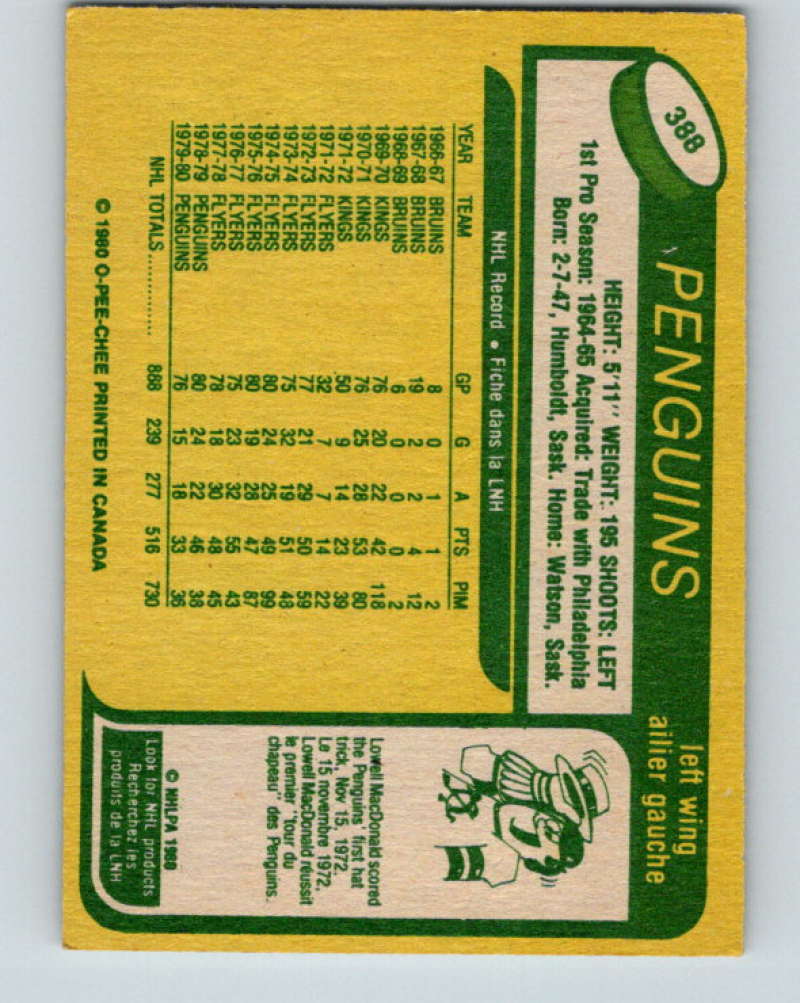 388
PENGUINS
left wing
ailier gauche
HEIGHT: 5'11" WEIGHT: 195 SHOOTS: LEFT
1st Pro Season: 1964-65 Acquired: Trade with Philadelphia
Born: 2-7-47, Humboldt, Sask. Home: Watson, Sask.
NHL Record • Fiche dans la LNH
YEAR TEAM GP G A PTS PIM
1966-67 BRUINS 8 0 1 1 2
1967-68 BRUINS 19 2 2 4 12
1968-69 BRUINS 6 0 0 0 2
1969-70 KINGS 76 20 22 42 118
1970-71 KINGS 76 25 28 53 80
1971-72 KINGS 50 9 14 23 39
1971-72 FLYERS 32 7 7 14 22
1972-73 FLYERS 77 21 29 50 59
1973-74 FLYERS 75 32 19 51 48
1974-75 FLYERS 80 24 25 49 99
1975-76 FLYERS 80 19 28 47 87
1976-77 FLYERS 75 23 32 55 43
1977-78 FLYERS 78 18 30 48 45
1978-79 PENGUINS 80 24 22 46 38
1979-80 PENGUINS 76 15 18 33 36
NHL TOTALS.............. 888 239 277 516 730
© 1980 O-PEE-CHEE PRINTED IN CANADA
Lowell MacDonald scored
the Penguins' first hat
trick, Nov 15, 1972.
Le 15 novembre 1972,
Lowell MacDonald réussit
le premier "tour du
chapeau" des Penguins.
© NHLPA 1980
Look for NHL products
Recherchez les
produits de la LNH